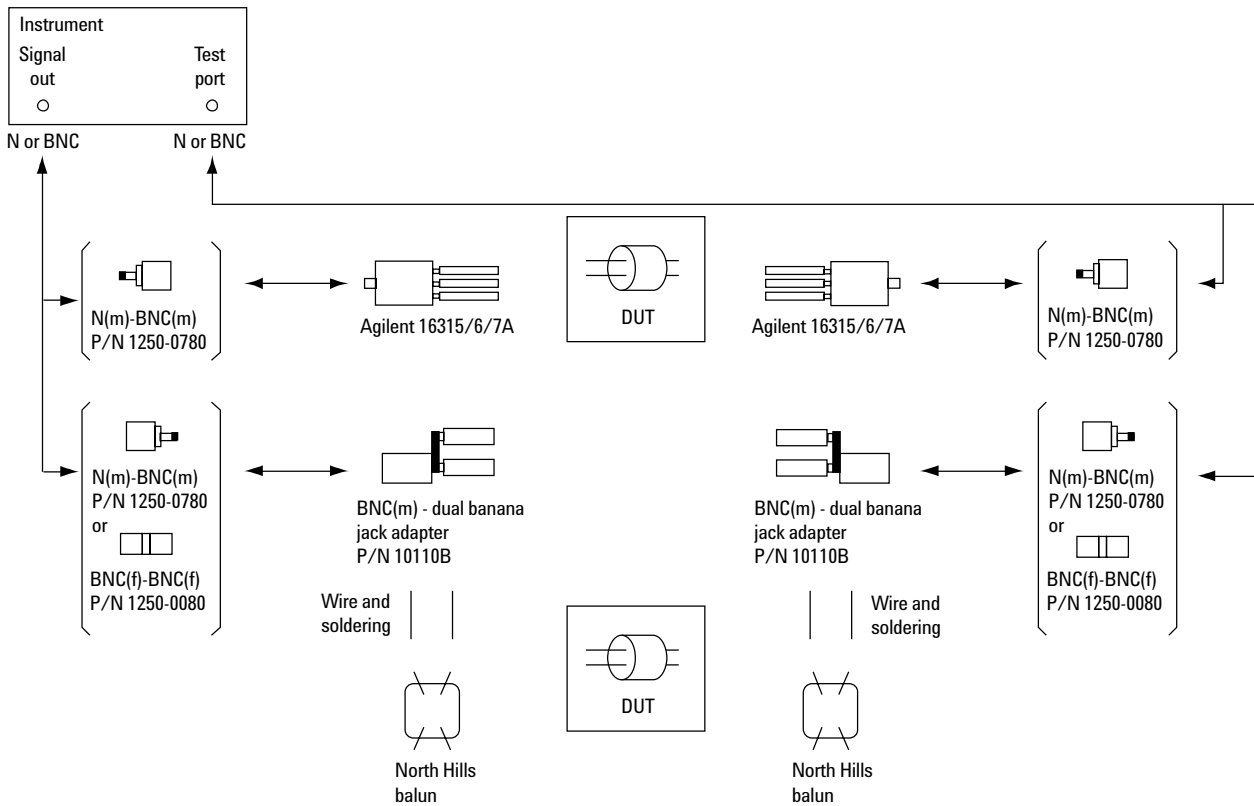 Instrument
Signal out
Test port
N or BNC
N or BNC
N(m)-BNC(m)
P/N 1250-0780
Agilent 16315/6/7A
DUT
Agilent 16315/6/7A
N(m)-BNC(m)
P/N 1250-0780
N(m)-BNC(m)
P/N 1250-0780
or
BNC(f)-BNC(f)
P/N 1250-0080
BNC(m) - dual banana
jack adapter
P/N 10110B
BNC(m) - dual banana
jack adapter
P/N 10110B
N(m)-BNC(m)
P/N 1250-0780
or
BNC(f)-BNC(f)
P/N 1250-0080
Wire and
soldering
Wire and
soldering
DUT
North Hills
balun
North Hills
balun